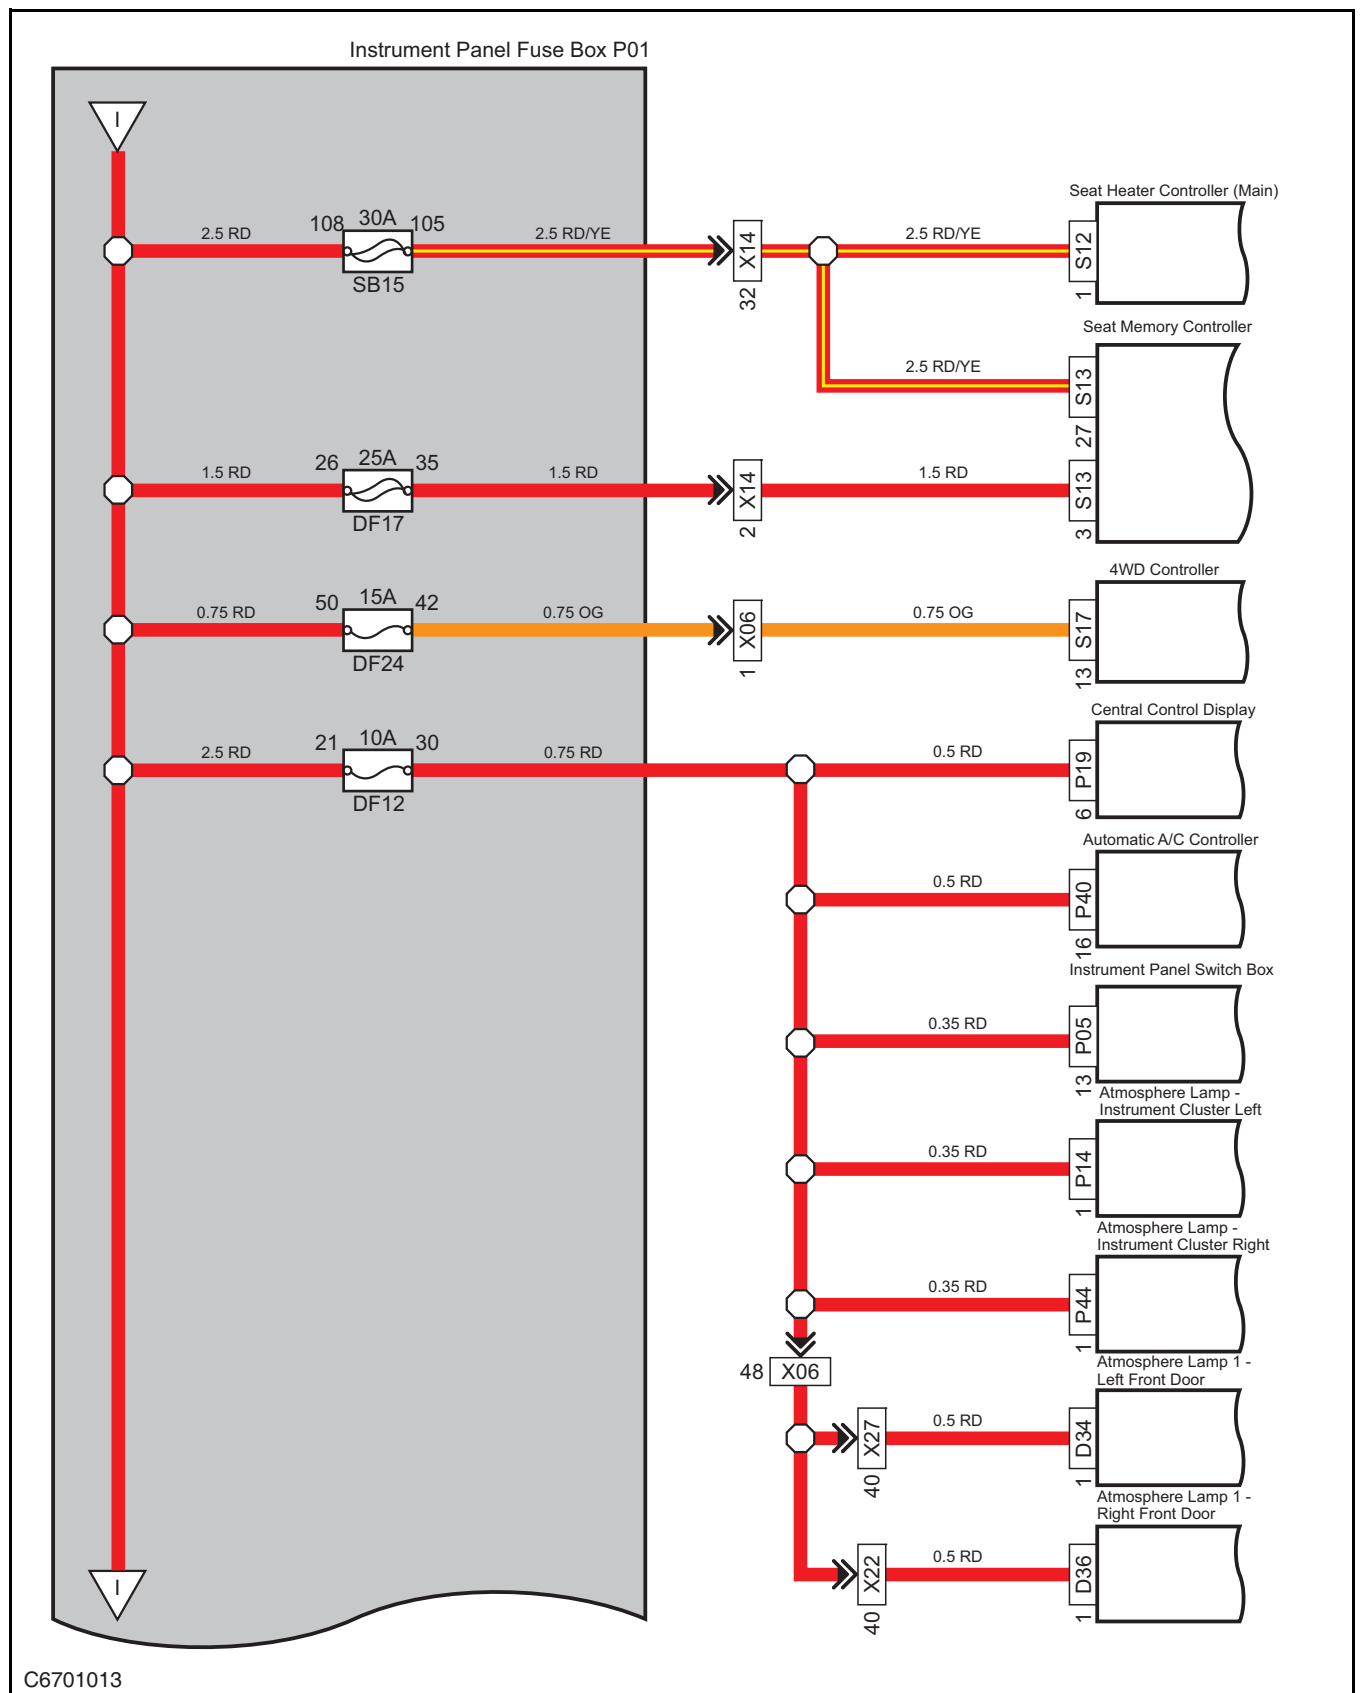 Instrument Panel Fuse Box P01
I
Seat Heater Controller (Main)
2.5 RD
108
30A
105
SB15
2.5 RD/YE
X14
32
2.5 RD/YE
S12
1
Seat Memory Controller
2.5 RD/YE
S13
27
1.5 RD
26
25A
35
DF17
1.5 RD
X14
2
1.5 RD
S13
3
4WD Controller
0.75 RD
50
15A
42
DF24
0.75 OG
X06
1
0.75 OG
S17
13
Central Control Display
2.5 RD
21
10A
30
DF12
0.75 RD
0.5 RD
P19
6
Automatic A/C Controller
0.5 RD
P40
16
Instrument Panel Switch Box
0.35 RD
P05
13
Atmosphere Lamp -
Instrument Cluster Left
0.35 RD
P14
1
Atmosphere Lamp -
Instrument Cluster Right
0.35 RD
P44
1
48
X06
Atmosphere Lamp 1 -
Left Front Door
X27
40
0.5 RD
D34
1
Atmosphere Lamp 1 -
Right Front Door
X22
40
0.5 RD
D36
1
I
C6701013